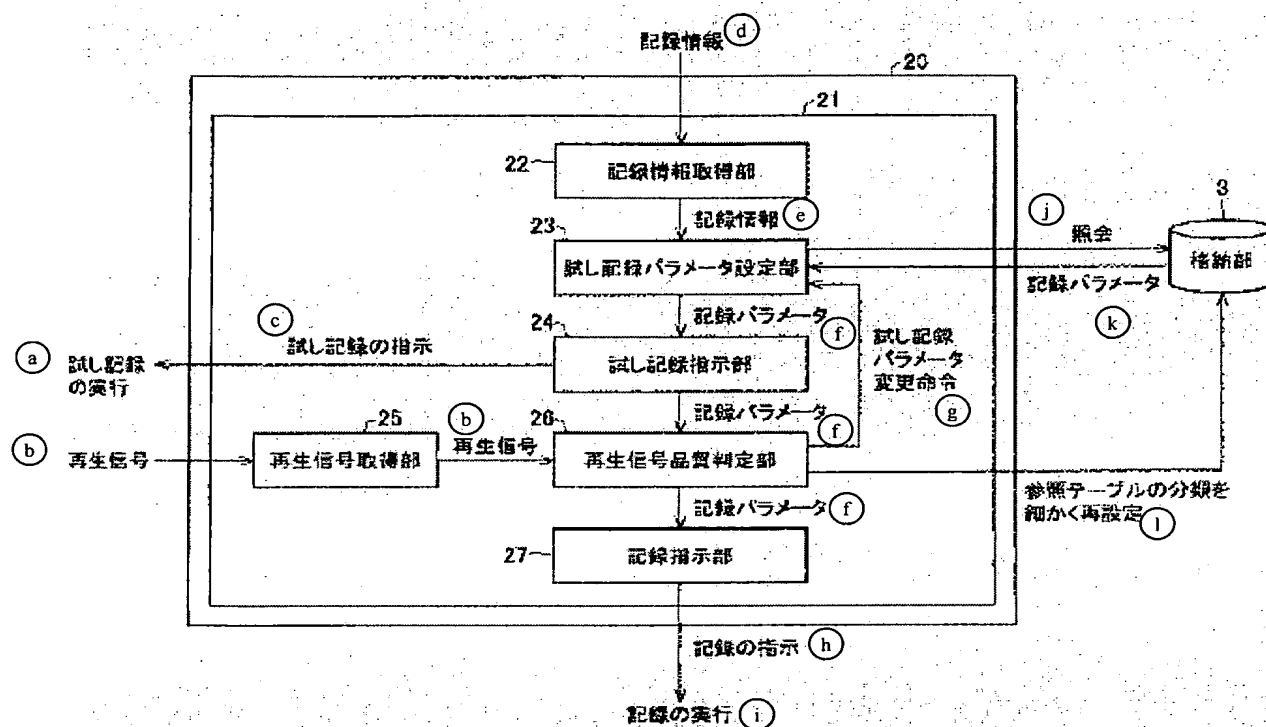 記録情報 d
20
21
22
記録情報取得部
記録情報 e
23
試し記録パラメータ設定部
j
照会
3
格納部
記録パラメータ
k
記録パラメータ f
c
試し記録の指示
24
試し記録指示部
試し記録
パラメータ
変更命令
g
a
試し記録
の実行
記録パラメータ f
b
再生信号
25
再生信号取得部
b
再生信号
26
再生信号品質判定部
参照テーブルの分類を
細かく再設定 l
記録パラメータ f
27
記録指示部
記録の指示 h
記録の実行 i